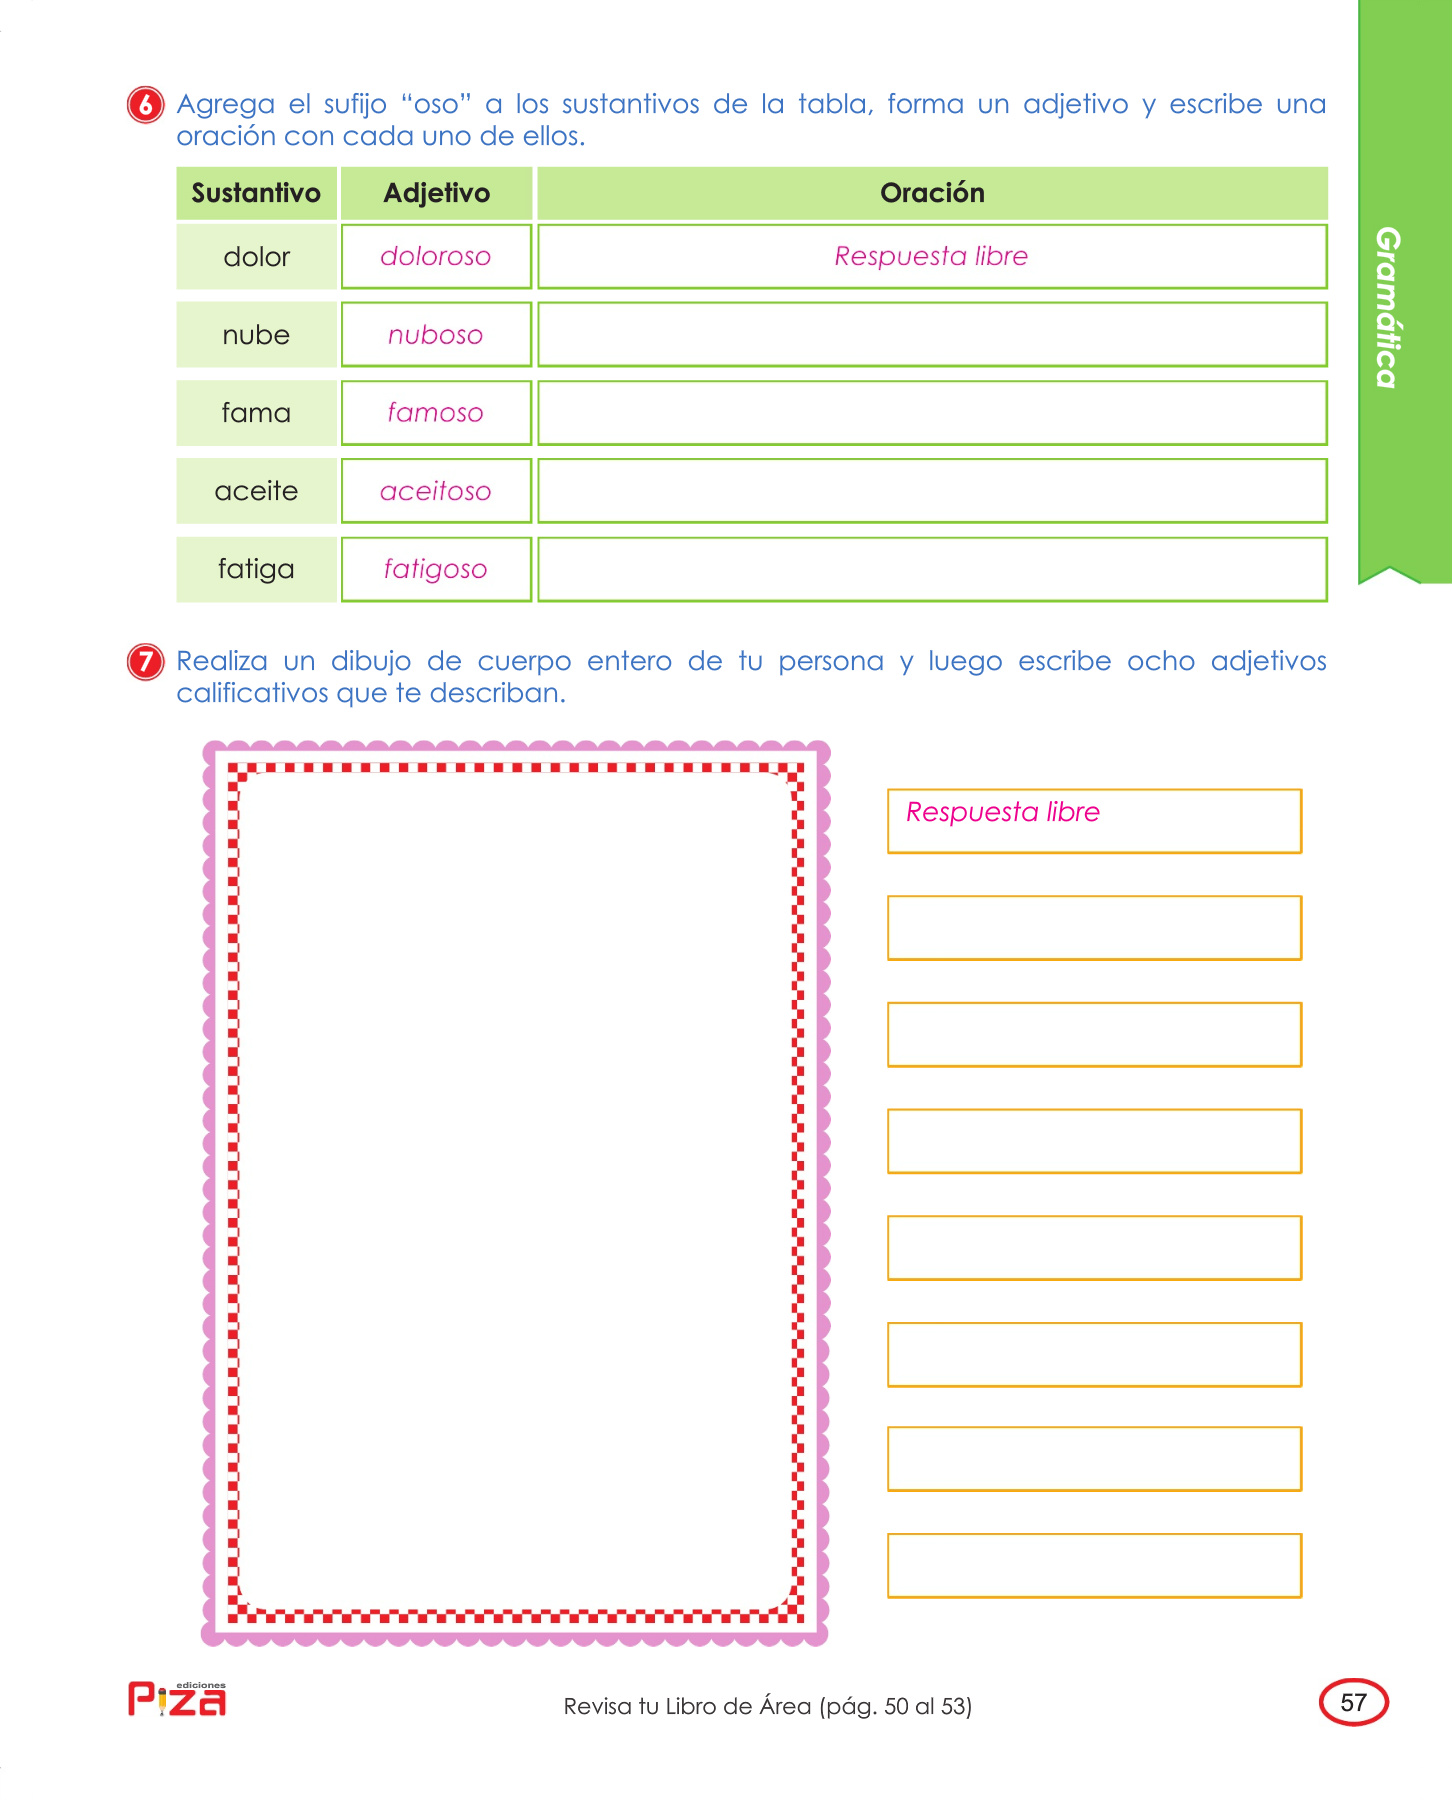 6 Agrega el sufijo “oso” a los sustantivos de la tabla, forma un adjetivo y escribe una
oración con cada uno de ellos.
Sustantivo Adjetivo Oración
dolor doloroso Respuesta libre
nube nuboso
fama famoso
aceite aceitoso
fatiga fatigoso
Gramática
7 Realiza un dibujo de cuerpo entero de tu persona y luego escribe ocho adjetivos
calificativos que te describan.
Respuesta libre
ediciones
Piza
Revisa tu Libro de Área (pág. 50 al 53)
57